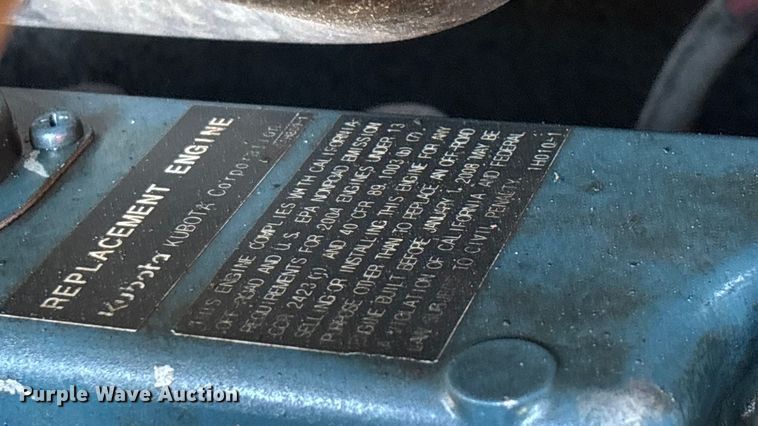 REPLACEMENT ENGINE
Kubota KUBOTA Corporation
THIS ENGINE COMPLIES WITH CALIFORNIA
OFF-ROAD AND U.S. EPA NONROAD EMISSION
REQUIREMENTS FOR 2004 ENGINES UNDER 13
CCR 2423(j) AND 40 CFR 89.1003(b)(7).
SELLING OR INSTALLING THIS ENGINE FOR ANY
PURPOSE OTHER THAN TO REPLACE AN OFF-ROAD
ENGINE BUILT BEFORE JANUARY 1, 2008 MAY BE
A VIOLATION OF CALIFORNIA AND FEDERAL
LAW SUBJECT TO CIVIL PENALTY. 1H010-1
Purple Wave Auction